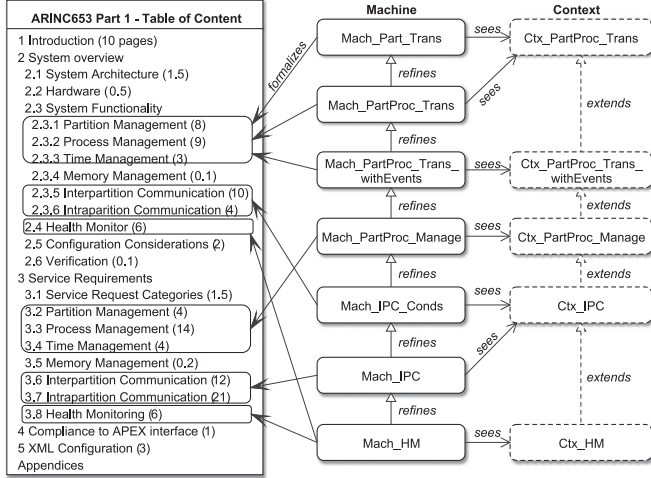 ARINC653 Part 1 - Table of Content
1 Introduction (10 pages)
2 System overview
2.1 System Architecture (1.5)
2.2 Hardware (0.5)
2.3 System Functionality
2.3.1 Partition Management (8)
2.3.2 Process Management (9)
2.3.3 Time Management (3)
2.3.4 Memory Management (0.1)
2.3.5 Interpartition Communication (10)
2.3.6 Intrapartition Communication (4)
2.4 Health Monitor (6)
2.5 Configuration Considerations (2)
2.6 Verification (0.1)
3 Service Requirements
3.1 Service Request Categories (1.5)
3.2 Partition Management (4)
3.3 Process Management (14)
3.4 Time Management (4)
3.5 Memory Management (0.2)
3.6 Interpartition Communication (12)
3.7 Intrapartition Communication (21)
3.8 Health Monitoring (6)
4 Compliance to APEX interface (1)
5 XML Configuration (3)
Appendices
formalizes
Machine
Mach_Part_Trans
refines
Mach_PartProc_Trans
refines
Mach_PartProc_Trans_
withEvents
refines
Mach_PartProc_Manage
refines
Mach_IPC_Conds
refines
Mach_IPC
refines
Mach_HM
sees
sees
sees
sees
sees
sees
sees
Context
Ctx_PartProc_Trans
extends
Ctx_PartProc_Trans_
withEvents
extends
Ctx_PartProc_Manage
extends
Ctx_IPC
extends
Ctx_HM